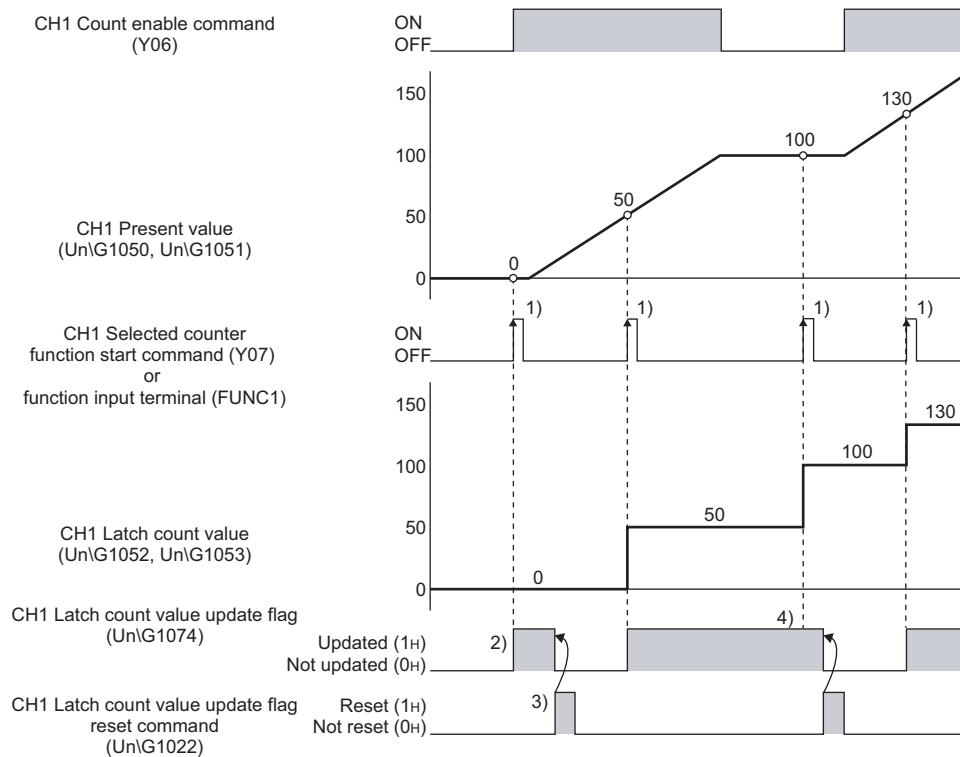 CH1 Count enable command
(Y06)
ON
OFF
150
100
50
0
0
50
100
130
CH1 Present value
(Un\G1050, Un\G1051)
CH1 Selected counter
function start command (Y07)
or
function input terminal (FUNC1)
ON
OFF
1)
1)
1)
1)
150
100
50
0
0
50
100
130
CH1 Latch count value
(Un\G1052, Un\G1053)
CH1 Latch count value update flag
(Un\G1074)
Updated (1H)
Not updated (0H)
2)
4)
CH1 Latch count value update flag
reset command
(Un\G1022)
Reset (1H)
Not reset (0H)
3)